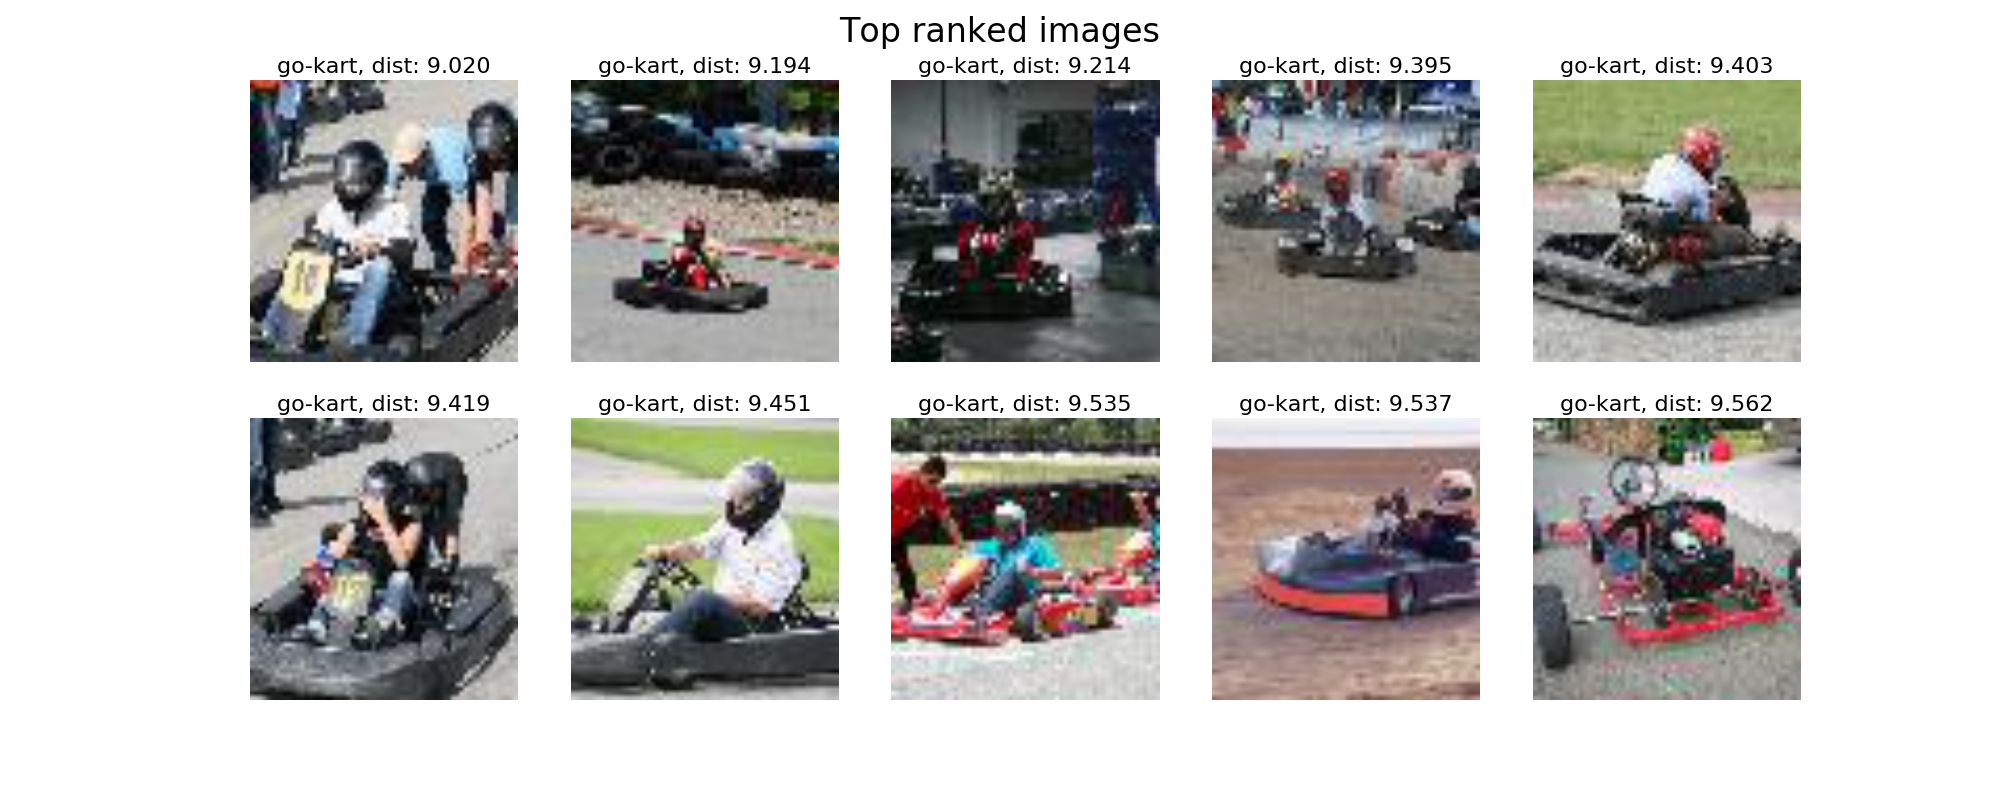 Top ranked images
go-kart, dist: 9.020
go-kart, dist: 9.194
go-kart, dist: 9.214
go-kart, dist: 9.395
go-kart, dist: 9.403
go-kart, dist: 9.419
go-kart, dist: 9.451
go-kart, dist: 9.535
go-kart, dist: 9.537
go-kart, dist: 9.562